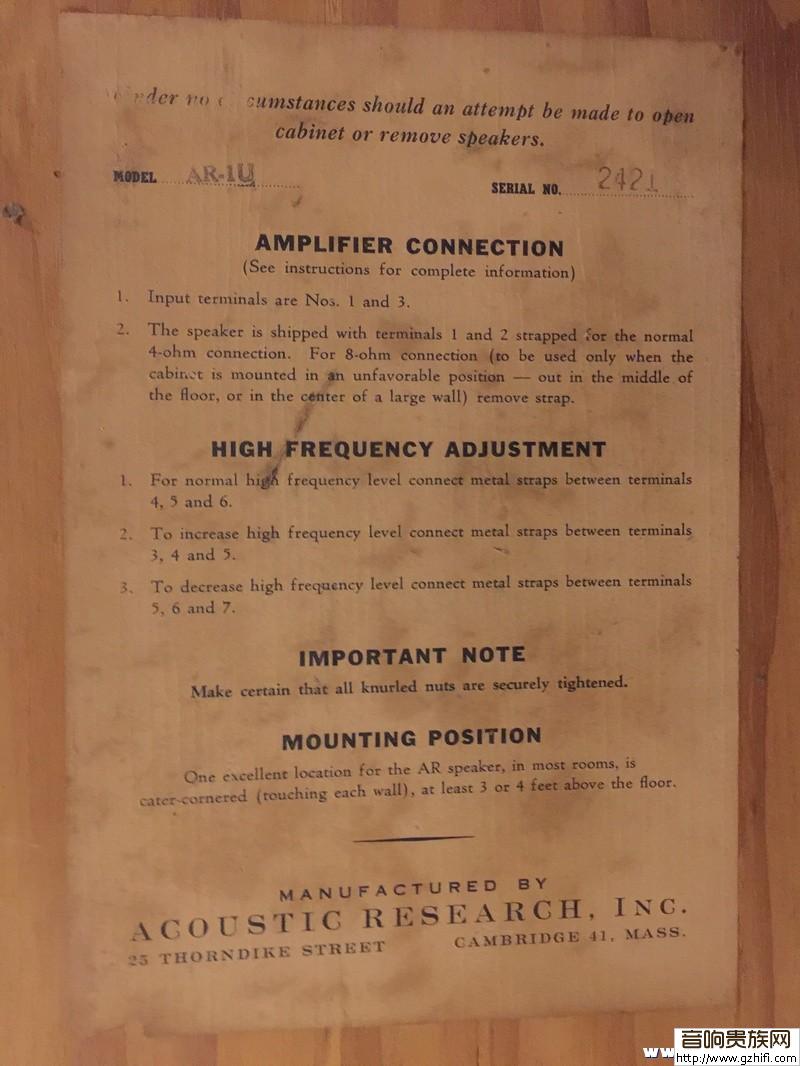 Under no circumstances should an attempt be made to open
cabinet or remove speakers.
MODEL AR-1U
SERIAL NO. 2421
AMPLIFIER CONNECTION
(See instructions for complete information)
1. Input terminals are Nos. 1 and 3.
2. The speaker is shipped with terminals 1 and 2 strapped for the normal
4-ohm connection. For 8-ohm connection (to be used only when the
cabinet is mounted in an unfavorable position — out in the middle of
the floor, or in the center of a large wall) remove strap.
HIGH FREQUENCY ADJUSTMENT
1. For normal high frequency level connect metal straps between terminals
4, 5 and 6.
2. To increase high frequency level connect metal straps between terminals
3, 4 and 5.
3. To decrease high frequency level connect metal straps between terminals
5, 6 and 7.
IMPORTANT NOTE
Make certain that all knurled nuts are securely tightened.
MOUNTING POSITION
One excellent location for the AR speaker, in most rooms, is
cater-cornered (touching each wall), at least 3 or 4 feet above the floor.
MANUFACTURED BY
ACOUSTIC RESEARCH, INC.
25 THORNDIKE STREET CAMBRIDGE 41, MASS.
音响贵族网
http://www.gzhifi.com/